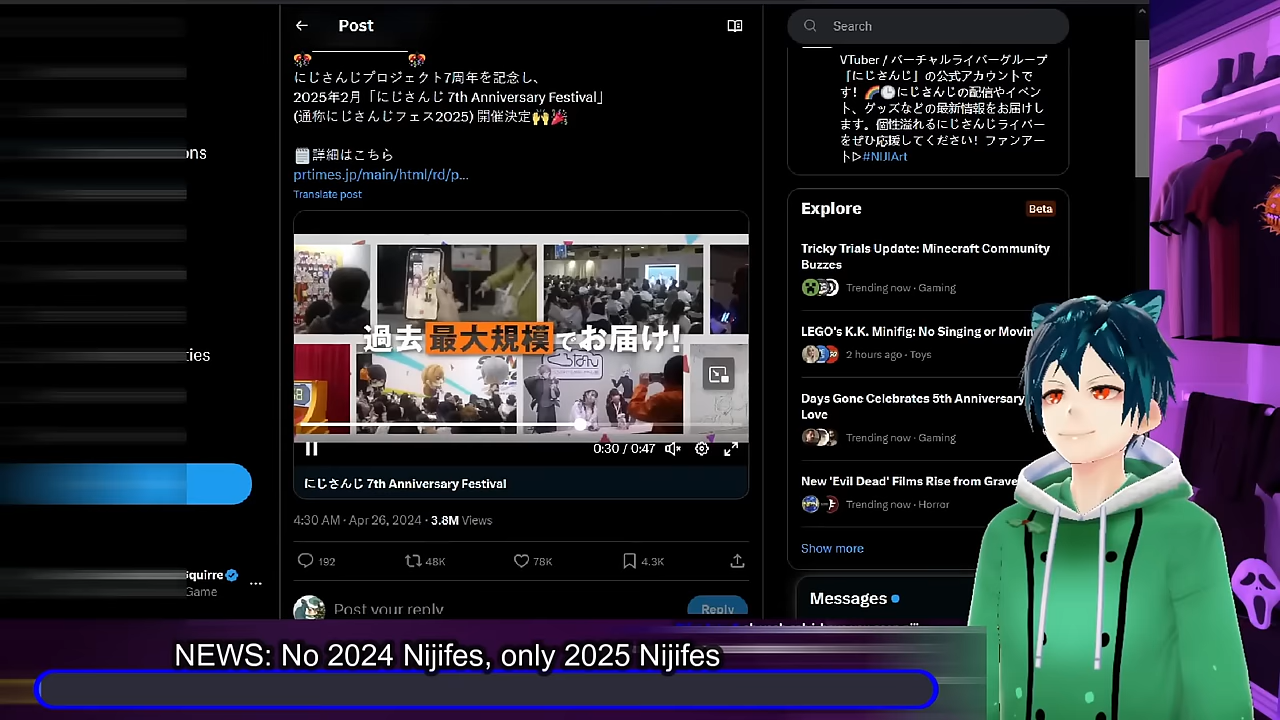 Post
Search
にじさんじプロジェクト7周年を記念し、
2025年2月「にじさんじ 7th Anniversary Festival」
(通称にじさんじフェス2025) 開催決定🙌🎉
🗒️詳細はこちら
prtimes.jp/main/html/rd/p...
Translate post
過去最大規模でお届け!
0:30 / 0:47
にじさんじ 7th Anniversary Festival
4:30 AM · Apr 26, 2024 · 3.8M Views
192
48K
78K
4.3K
Post your reply
Reply
VTuber / バーチャルライバーグループ
「にじさんじ」の公式アカウントで
す! 🌈🕒にじさんじの配信やイベン
ト、グッズなどの最新情報をお届けし
ます。個性溢れるにじさんじライバー
をぜひ応援してください! ファンアー
ト▷#NIJIArt
Explore
Beta
Tricky Trials Update: Minecraft Community
Buzzes
Trending now · Gaming
LEGO's K.K. Minifig: No Singing or Movin
2 hours ago · Toys
Days Gone Celebrates 5th Anniversary
Love
Trending now · Gaming
New 'Evil Dead' Films Rise from Grave
Trending now · Horror
Show more
Messages
ons
ties
Squirre
Game
NEWS: No 2024 Nijifes, only 2025 Nijifes